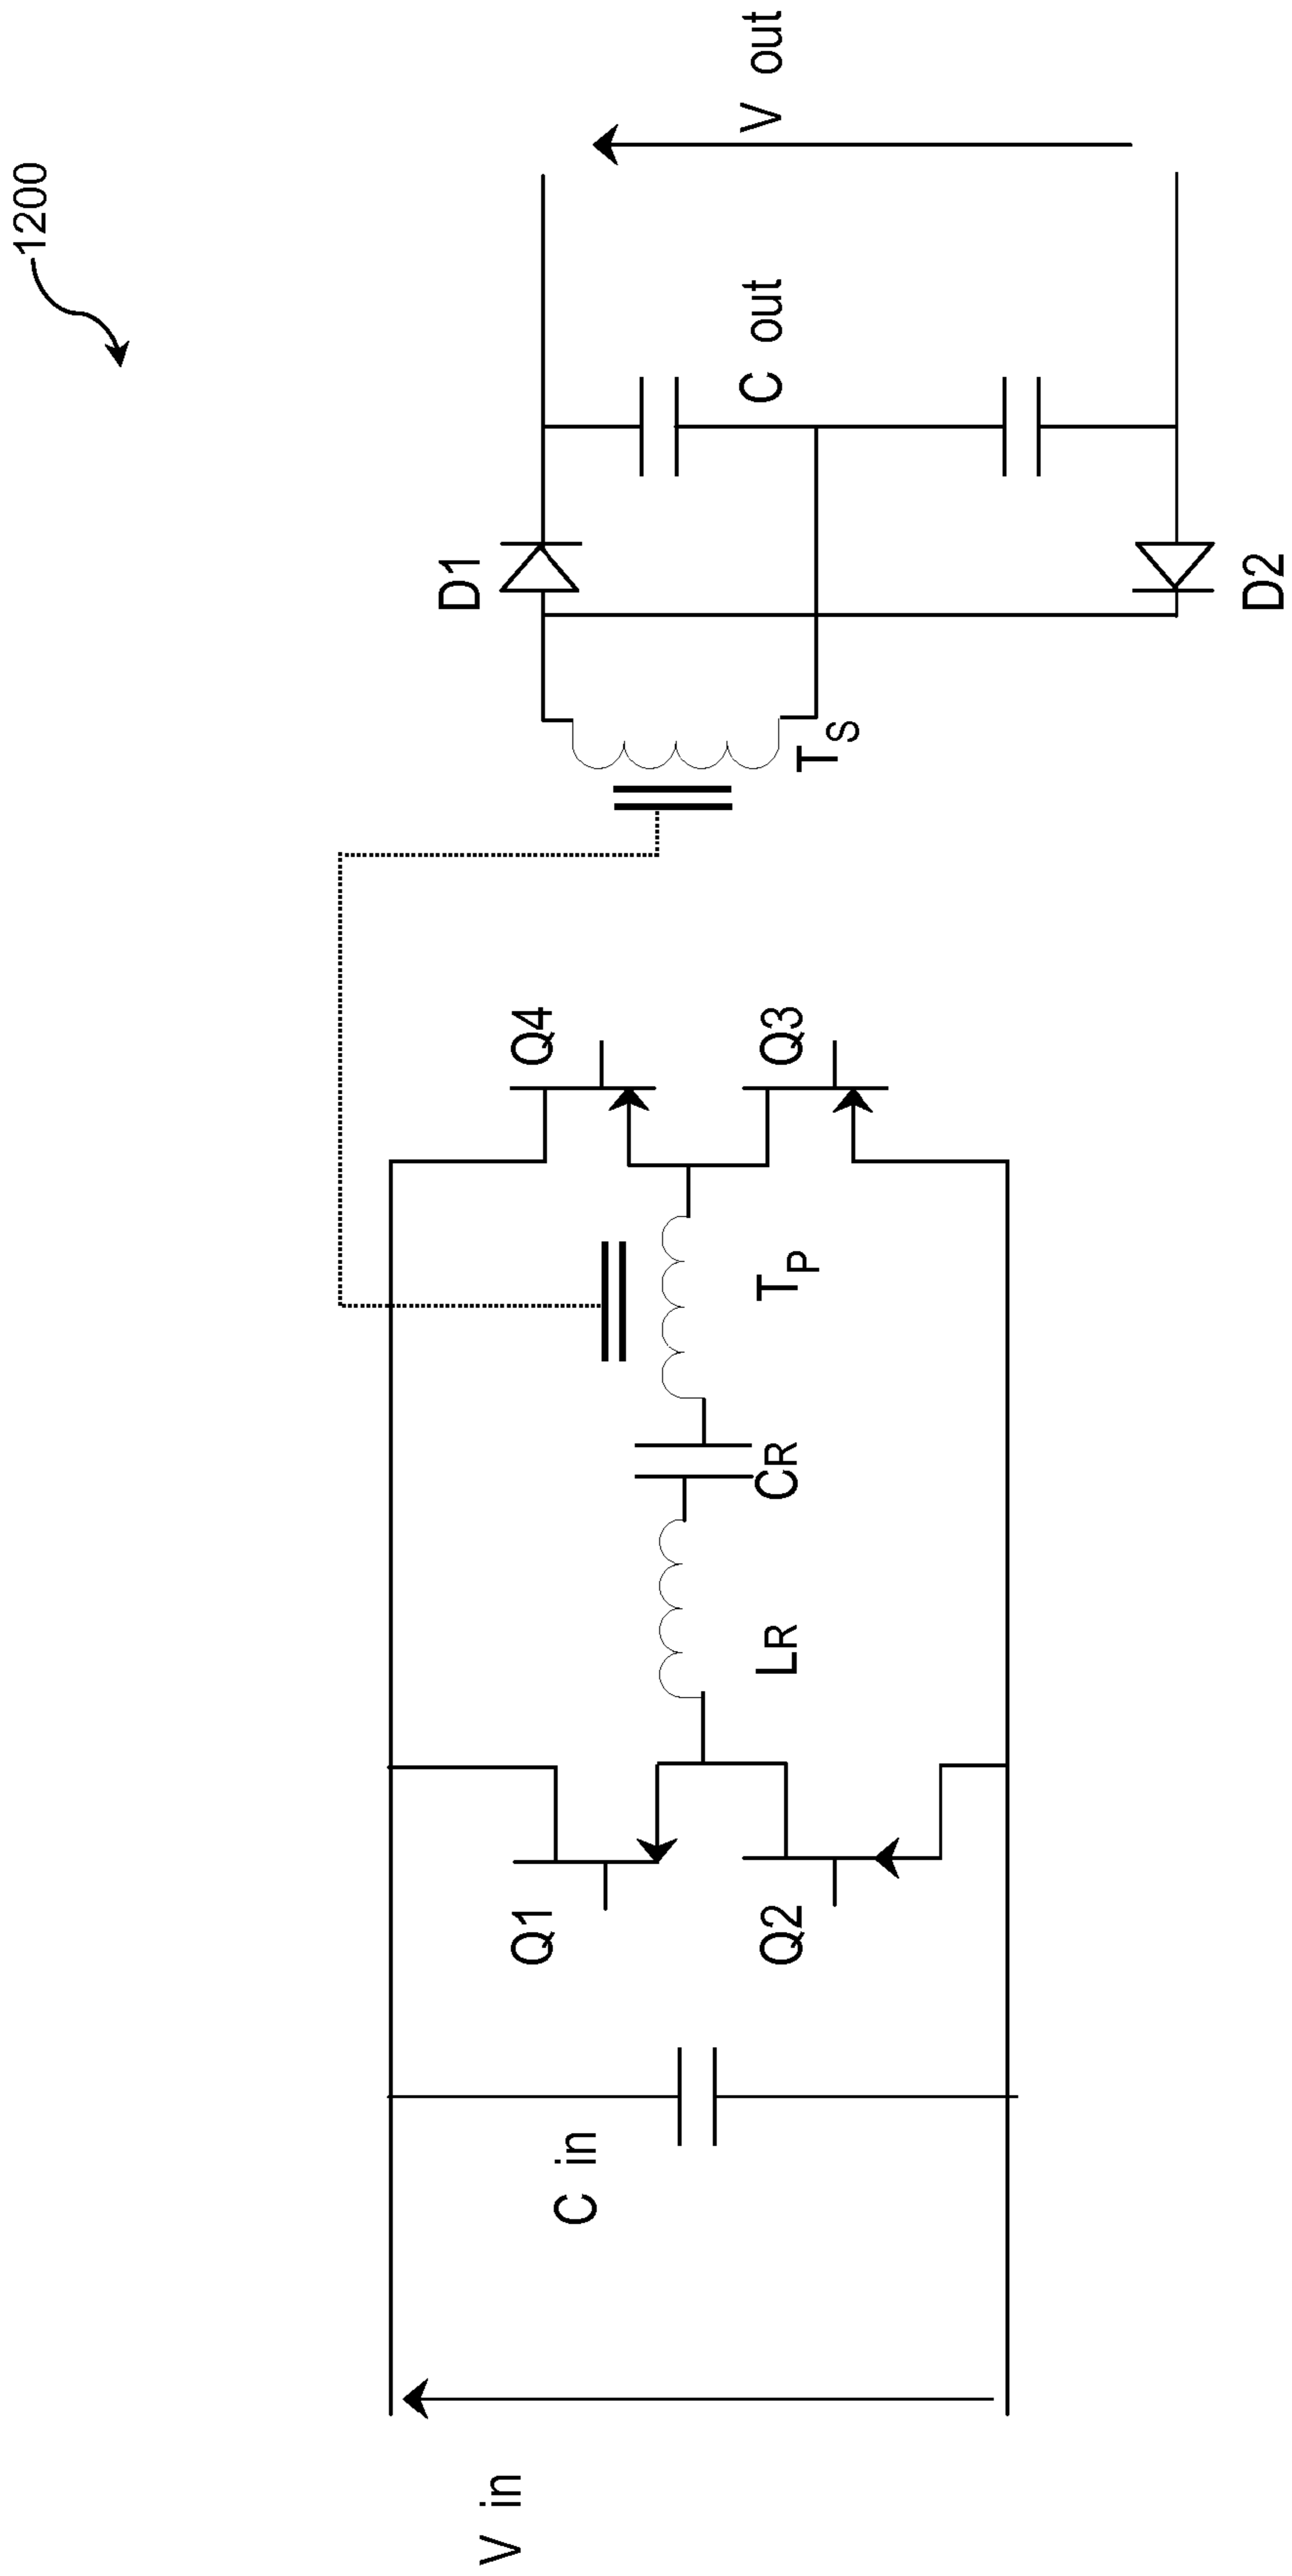 1200
V in
C in
Q1
Q2
LR
CR
TP
Q4
Q3
TS
D1
D2
C out
V out